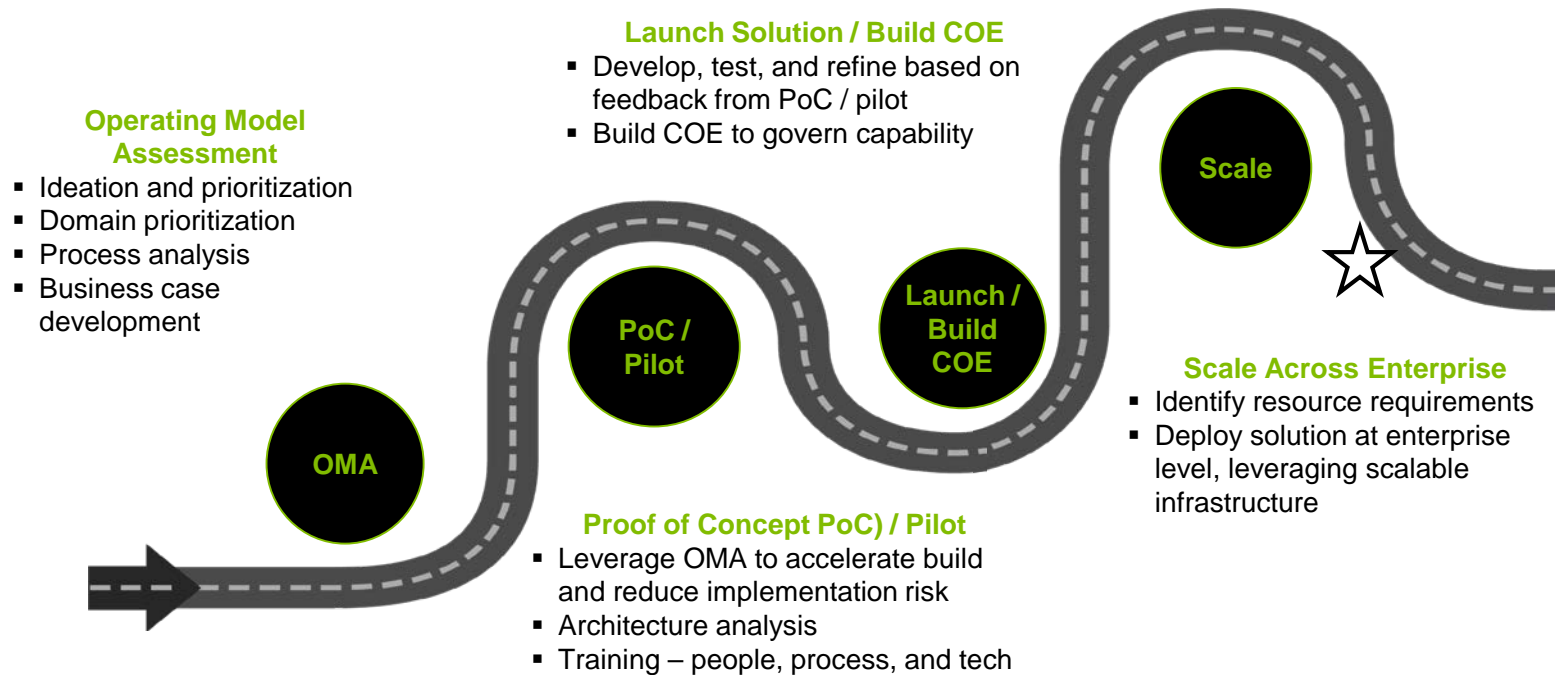 Launch Solution / Build COE
▪ Develop, test, and refine based on
feedback from PoC / pilot
▪ Build COE to govern capability
Operating Model
Assessment
▪ Ideation and prioritization
▪ Domain prioritization
▪ Process analysis
▪ Business case
development
Scale
Launch /
Build
COE
PoC /
Pilot
OMA
Scale Across Enterprise
▪ Identify resource requirements
▪ Deploy solution at enterprise
level, leveraging scalable
infrastructure
Proof of Concept PoC) / Pilot
▪ Leverage OMA to accelerate build
and reduce implementation risk
▪ Architecture analysis
▪ Training – people, process, and tech